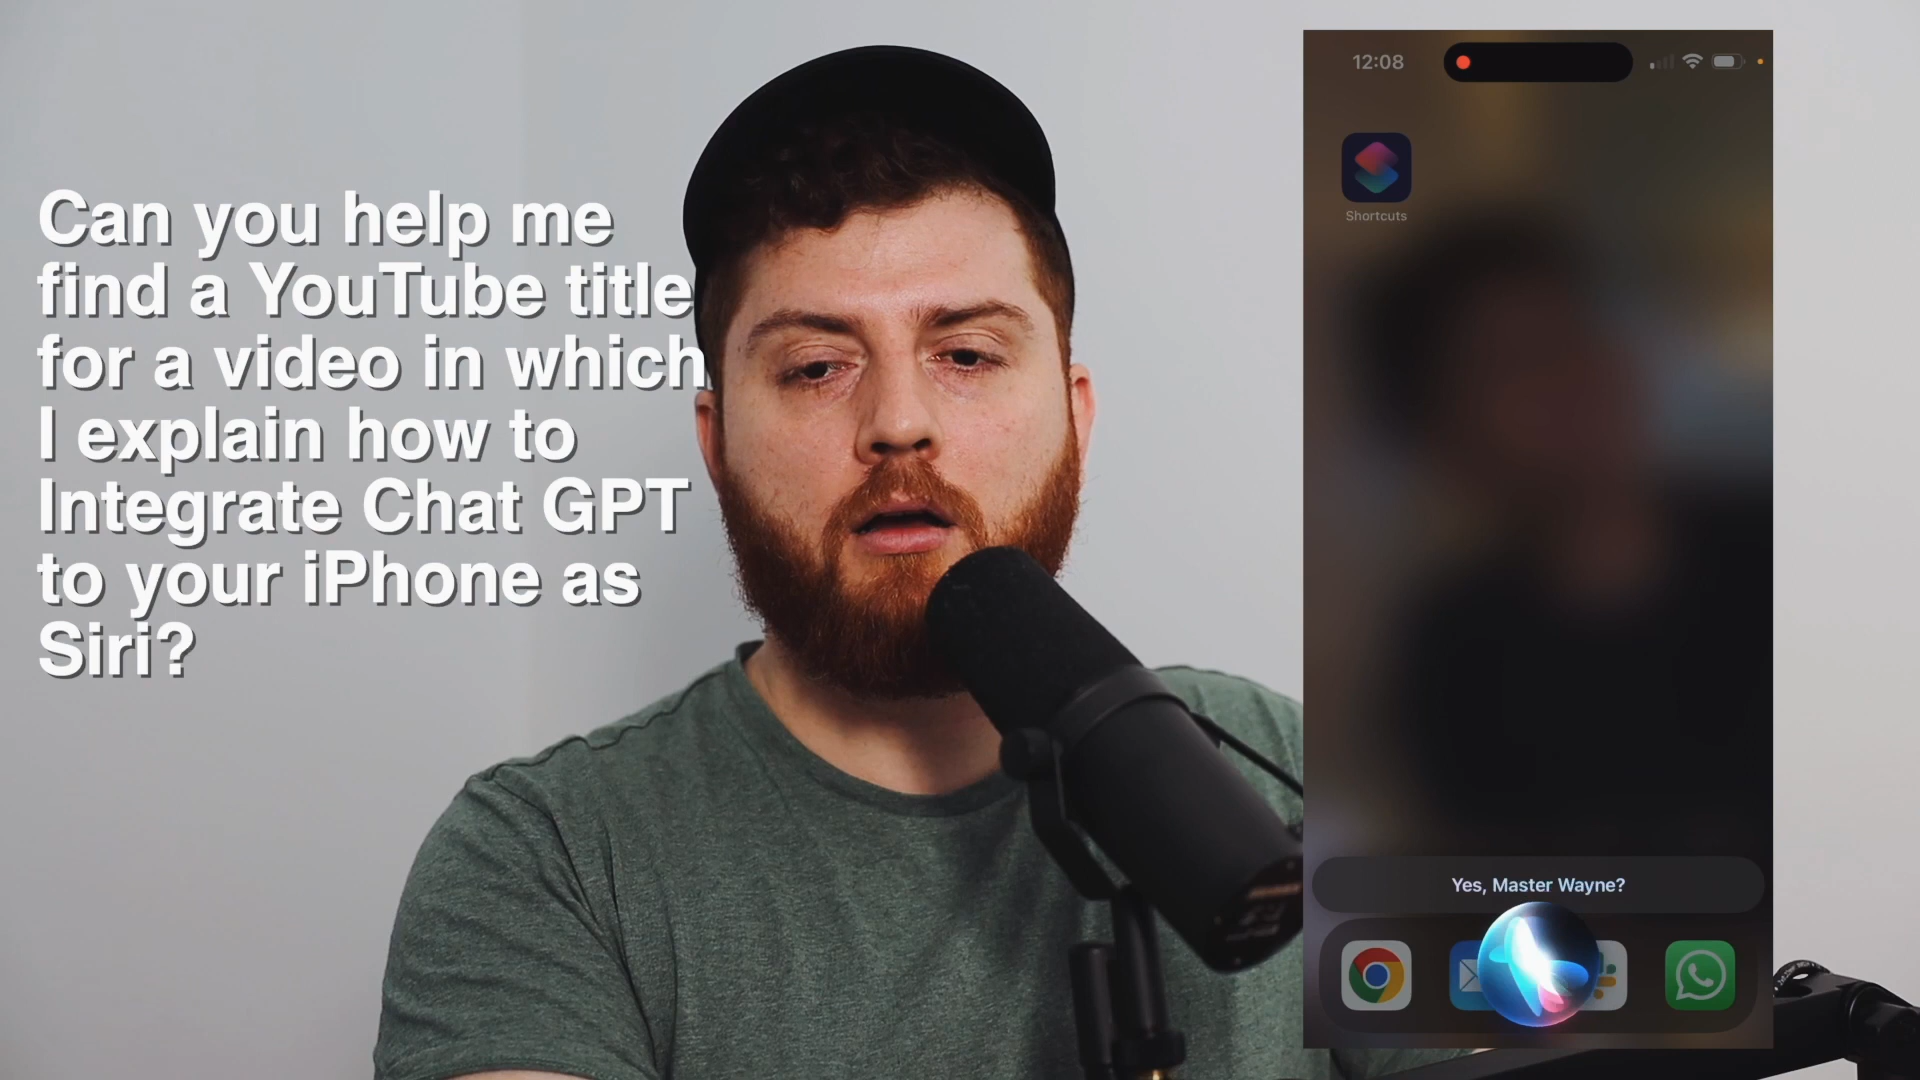 Can you help me
find a YouTube title
for a video in which
I explain how to
Integrate Chat GPT
to your iPhone as
Siri?
12:08
Shortcuts
Yes, Master Wayne?